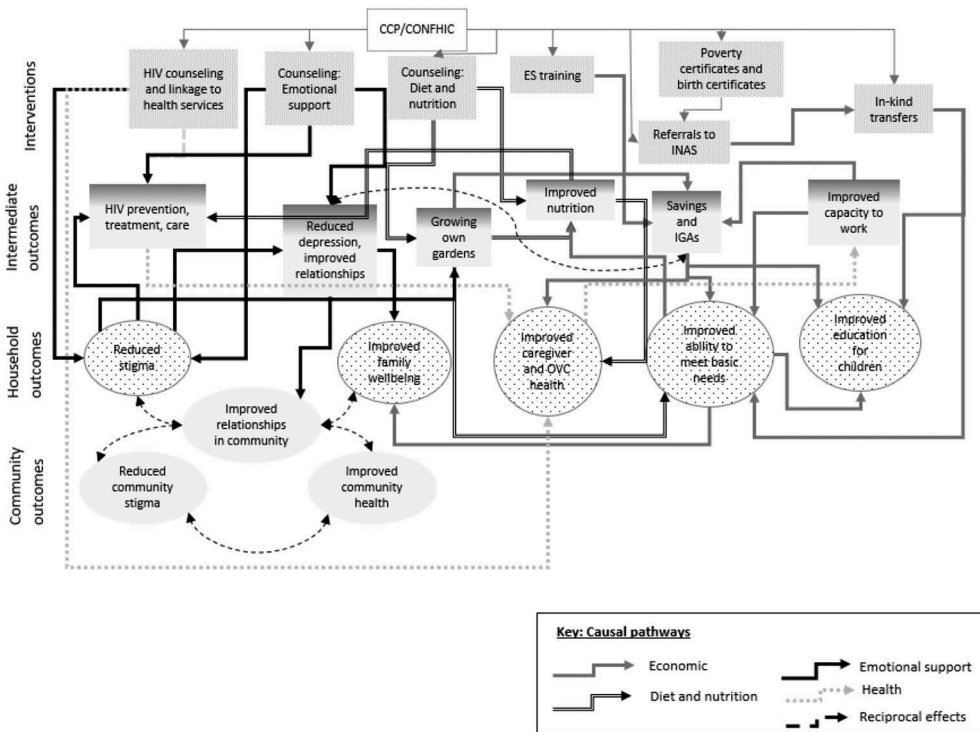 CCP/CONFHIC
Interventions
HIV counseling
and linkage to
health services
Counseling:
Emotional
support
Counseling:
Diet and
nutrition
ES training
Poverty
certificates and
birth certificates
Referrals to
INAS
In-kind
transfers
Intermediate
outcomes
HIV prevention,
treatment, care
Reduced
depression,
improved
relationships
Growing
own
gardens
Improved
nutrition
Savings
and
IGAs
Improved
capacity to
work
Household
outcomes
Reduced
stigma
Improved
family
wellbeing
Improved
caregiver
and OVC
health
Improved
ability to
meet basic
needs
Improved
education for
children
Community
outcomes
Improved
relationships
in community
Reduced
community
stigma
Improved
community
health
Key: Causal pathways
Economic
Diet and nutrition
Emotional support
Health
Reciprocal effects